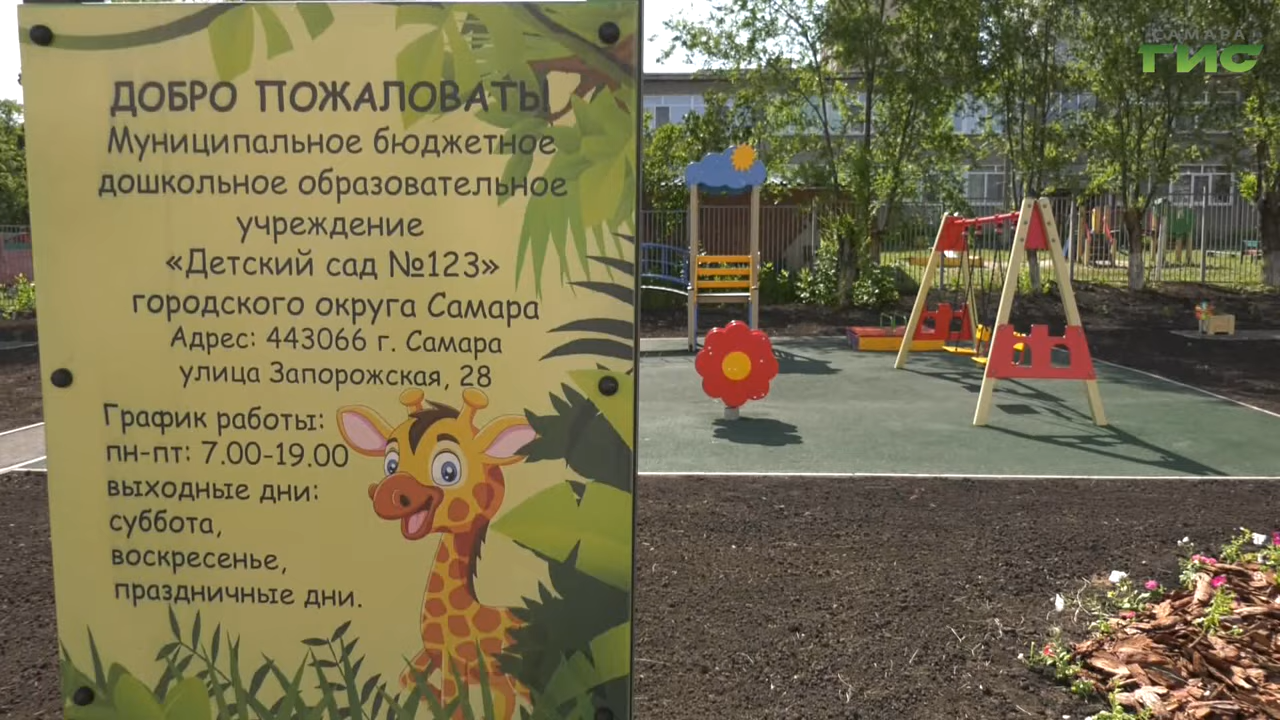 ДОБРО ПОЖАЛОВАТЬ!
Муниципальное бюджетное
дошкольное образовательное
учреждение
«Детский сад №123»
городского округа Самара
Адрес: 443066 г. Самара
улица Запорожская, 28
График работы:
пн-пт: 7.00-19.00
выходные дни:
суббота,
воскресенье,
праздничные дни.
САМАРА
ГИС